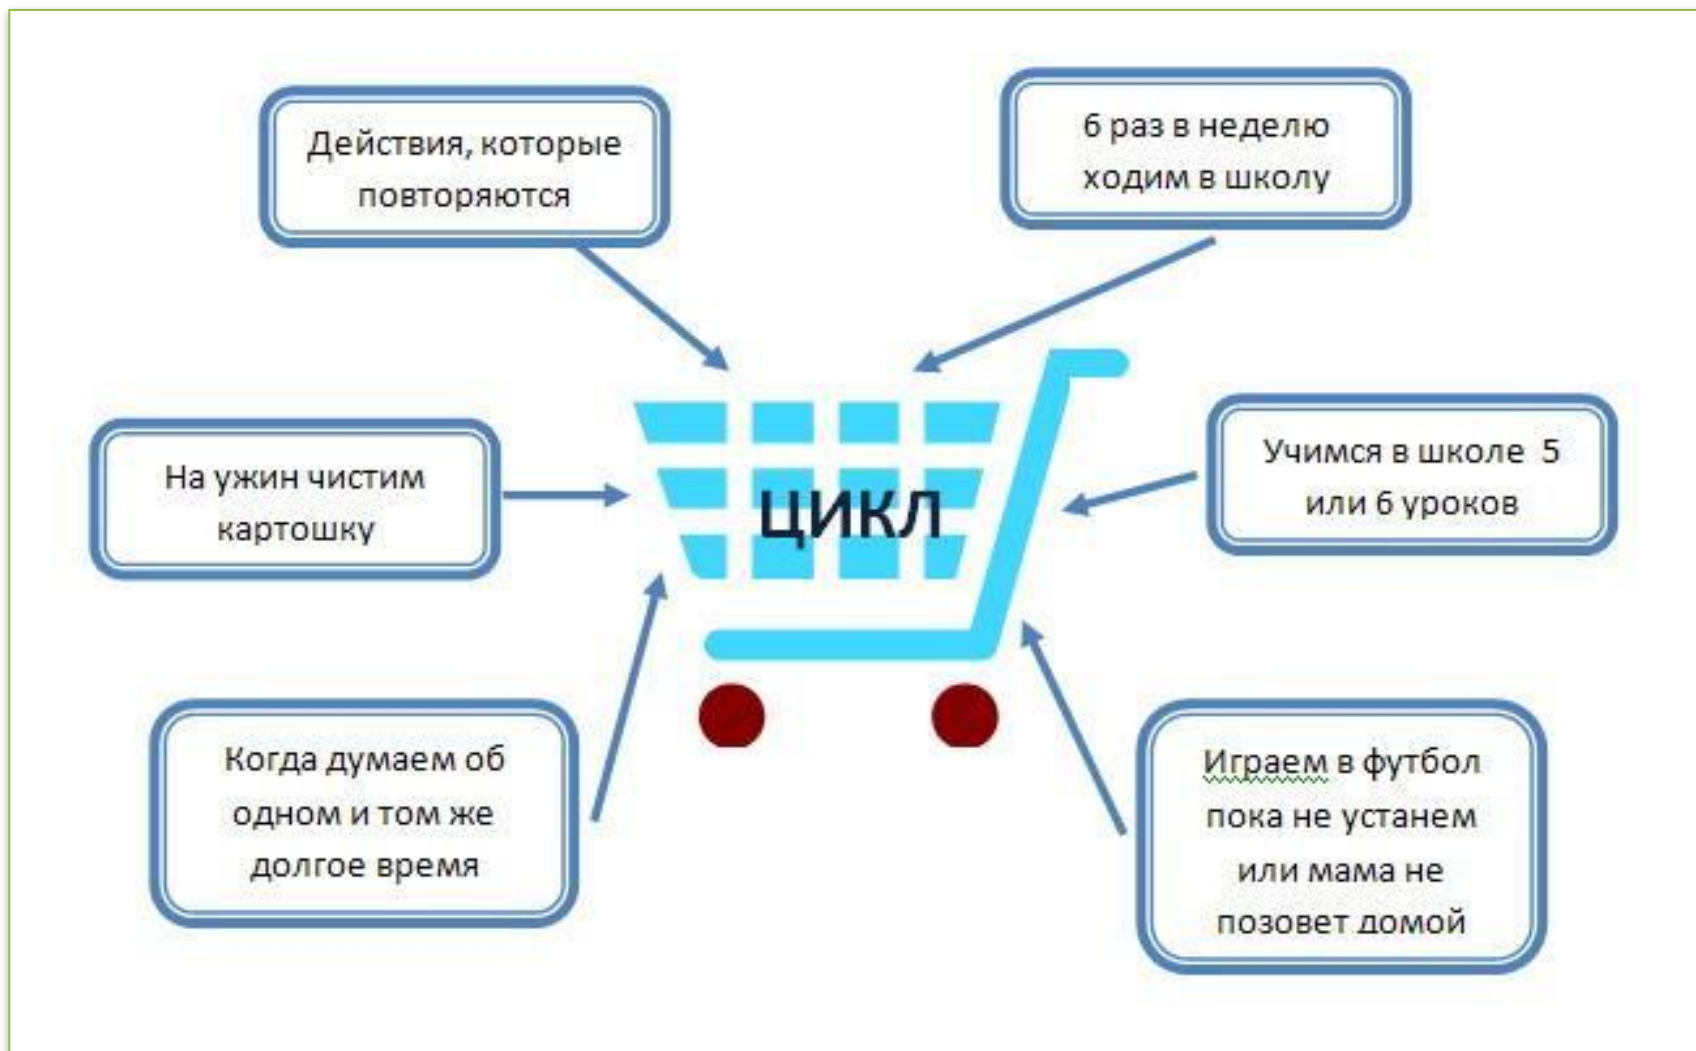 Действия, которые
повторяются
6 раз в неделю
ходим в школу
На ужин чистим
картошку
ЦИКЛ
Учимся в школе 5
или 6 уроков
Когда думаем об
одном и том же
долгое время
Играем в футбол
пока не устанем
или мама не
позовет домой